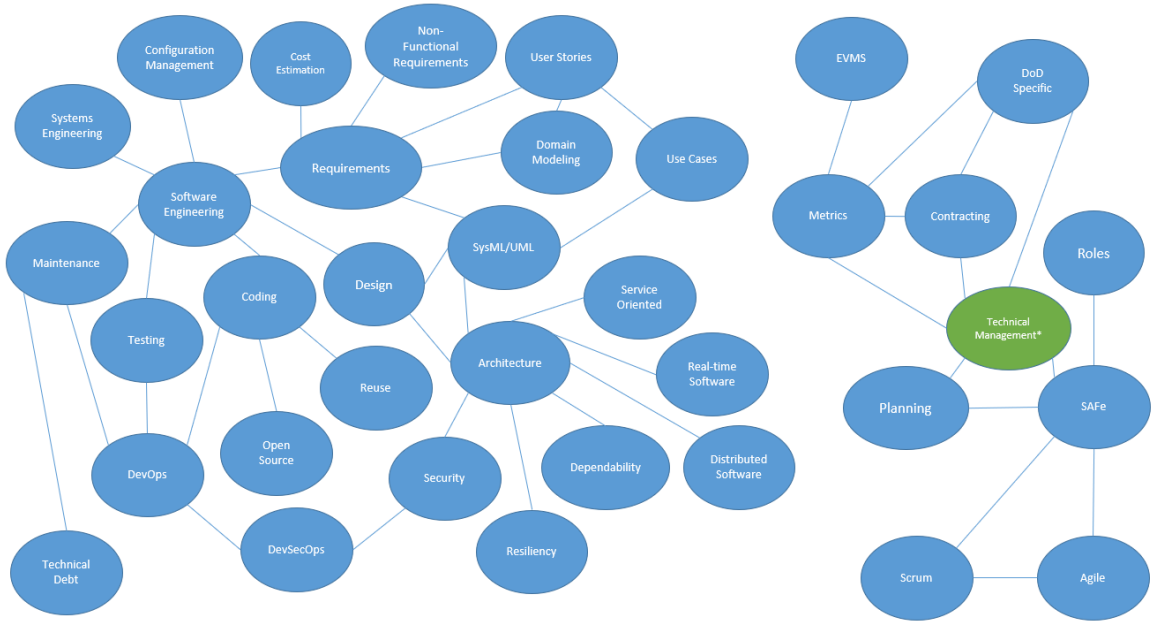 Non-
Functional
Requirements
Configuration
Management
Cost
Estimation
User Stories
EVMS
DoD
Specific
Systems
Engineering
Domain
Modeling
Use Cases
Requirements
Software
Engineering
Metrics
Contracting
SysML/UML
Roles
Maintenance
Design
Coding
Service
Oriented
Technical
Management*
Testing
Architecture
Real-time
Software
Reuse
Planning
SAFe
Open
Source
DevOps
Security
Dependability
Distributed
Software
DevSecOps
Resiliency
Technical
Debt
Scrum
Agile